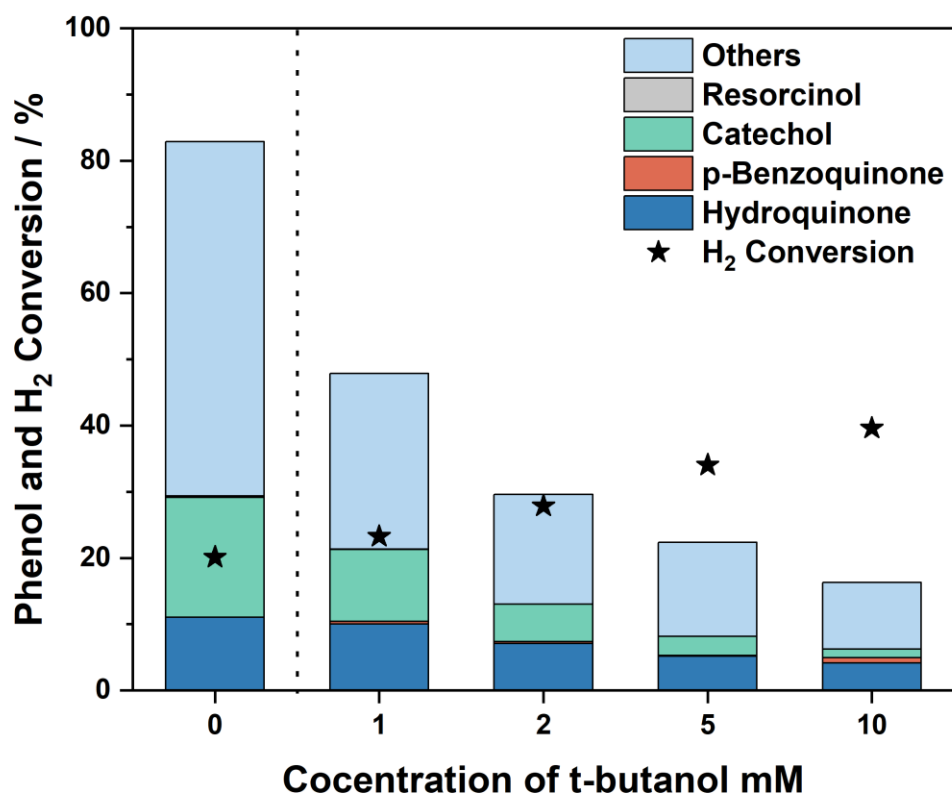 Phenol and H₂ Conversion / %
100
80
60
40
20
0
Others
Resorcinol
Catechol
p-Benzoquinone
Hydroquinone
H₂ Conversion
0 1 2 5 10
Cocentration of t-butanol mM